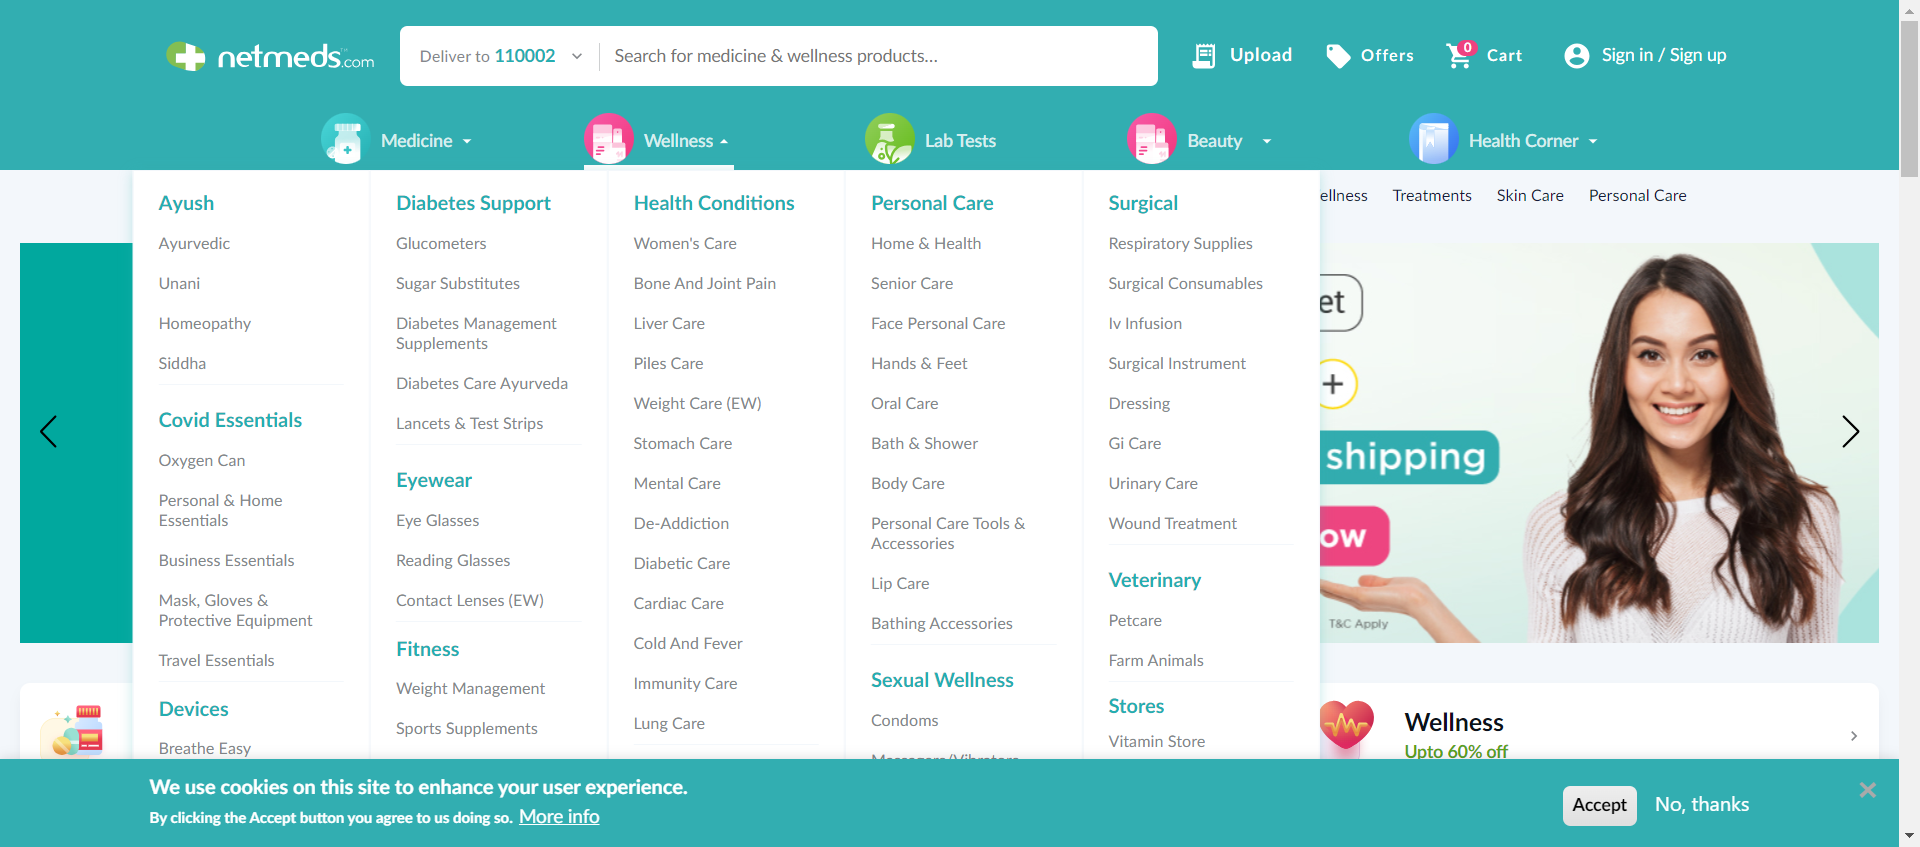 netmeds.com
Deliver to 110002
Search for medicine & wellness products...
Upload
Offers
0
Cart
Sign in / Sign up
Medicine
Wellness
Lab Tests
Beauty
Health Corner
ellness
Treatments
Skin Care
Personal Care
Ayush
Ayurvedic
Unani
Homeopathy
Siddha
Covid Essentials
Oxygen Can
Personal & Home
Essentials
Business Essentials
Mask, Gloves &
Protective Equipment
Travel Essentials
Devices
Breathe Easy
Diabetes Support
Glucometers
Sugar Substitutes
Diabetes Management
Supplements
Diabetes Care Ayurveda
Lancets & Test Strips
Eyewear
Eye Glasses
Reading Glasses
Contact Lenses (EW)
Fitness
Weight Management
Sports Supplements
Health Conditions
Women's Care
Bone And Joint Pain
Liver Care
Piles Care
Weight Care (EW)
Stomach Care
Mental Care
De-Addiction
Diabetic Care
Cardiac Care
Cold And Fever
Immunity Care
Lung Care
Personal Care
Home & Health
Senior Care
Face Personal Care
Hands & Feet
Oral Care
Bath & Shower
Body Care
Personal Care Tools &
Accessories
Lip Care
Bathing Accessories
Sexual Wellness
Condoms
Massagers/Vibrators
Surgical
Respiratory Supplies
Surgical Consumables
Iv Infusion
Surgical Instrument
Dressing
Gi Care
Urinary Care
Wound Treatment
Veterinary
Petcare
Farm Animals
Stores
Vitamin Store
et
+
shipping
ow
T&C Apply
Wellness
Upto 60% off
We use cookies on this site to enhance your user experience.
By clicking the Accept button you agree to us doing so. More info
Accept
No, thanks